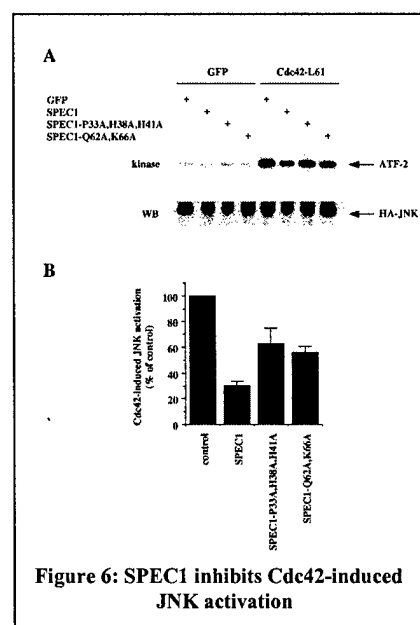 A
GFP Cdc42-L61
GFP + +
SPEC1 + +
SPEC1-P33A,H38A,H41A + +
SPEC1-Q62A,K66A + +
kinase ATF-2
WB HA-JNK
B
Cdc42-induced JNK activation
(% of control)
100
80
60
40
20
0
control
SPEC1
SPEC1-P33A,H38A,H41A
SPEC1-Q62A,K66A
Figure 6: SPEC1 inhibits Cdc42-induced
JNK activation